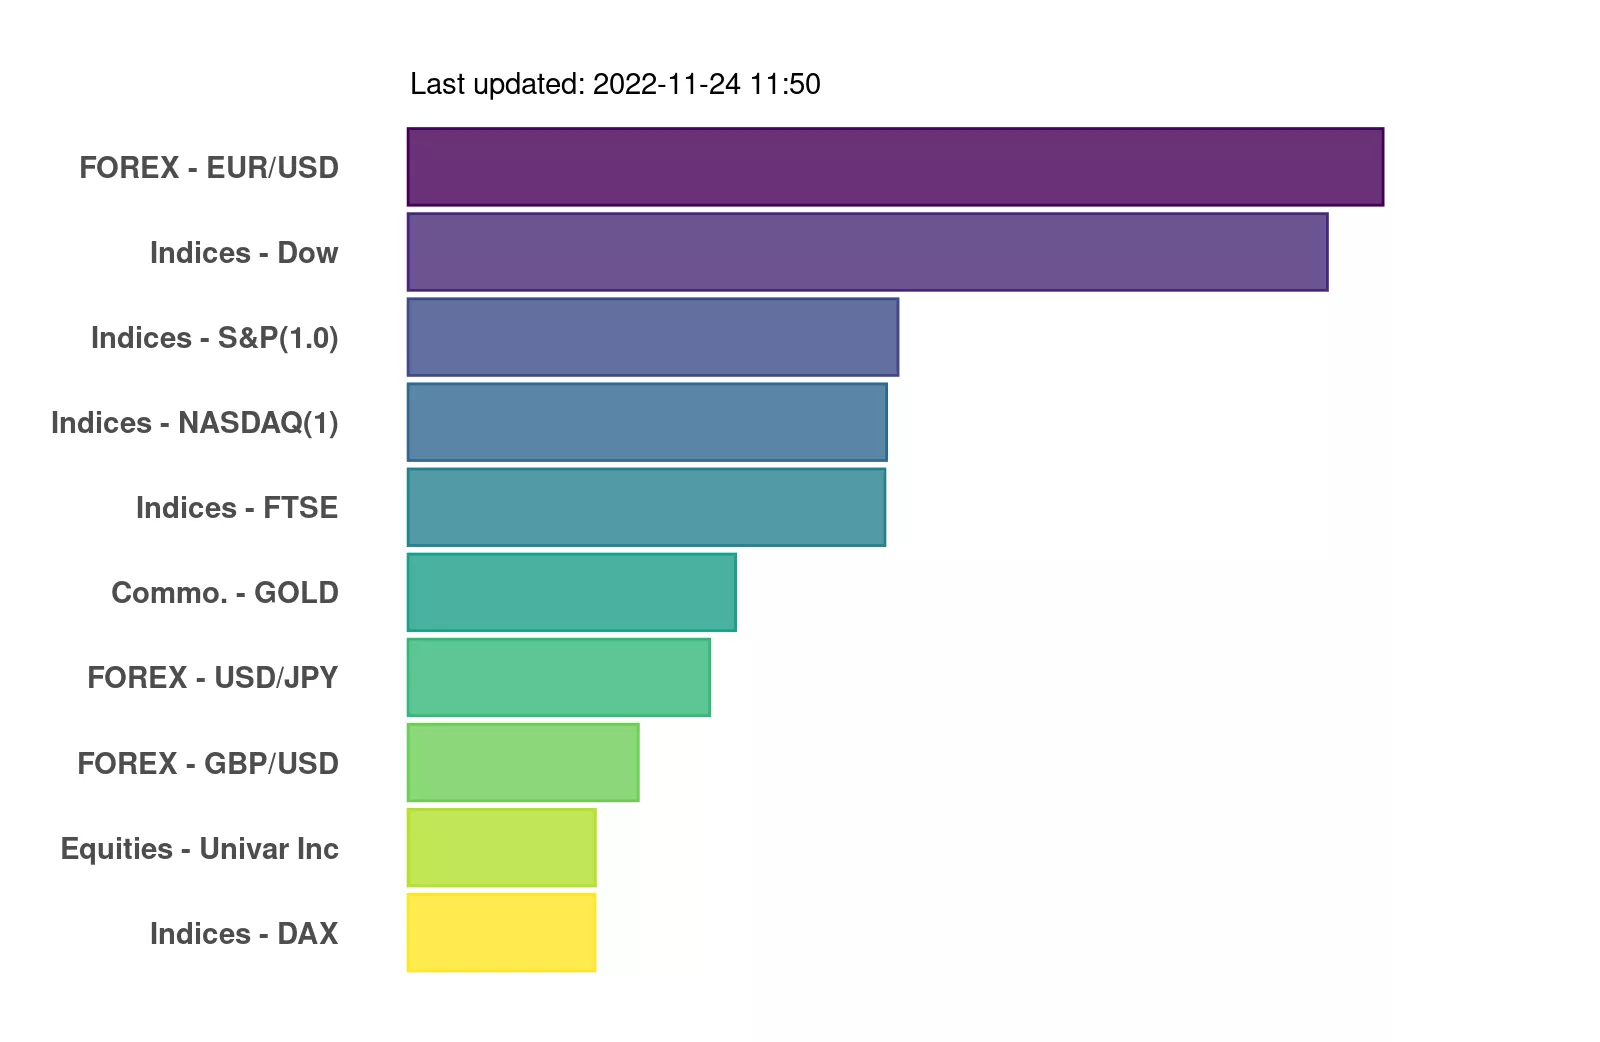 Last updated: 2022-11-24 11:50
FOREX - EUR/USD
Indices - Dow
Indices - S&P(1.0)
Indices - NASDAQ(1)
Indices - FTSE
Commo. - GOLD
FOREX - USD/JPY
FOREX - GBP/USD
Equities - Univar Inc
Indices - DAX